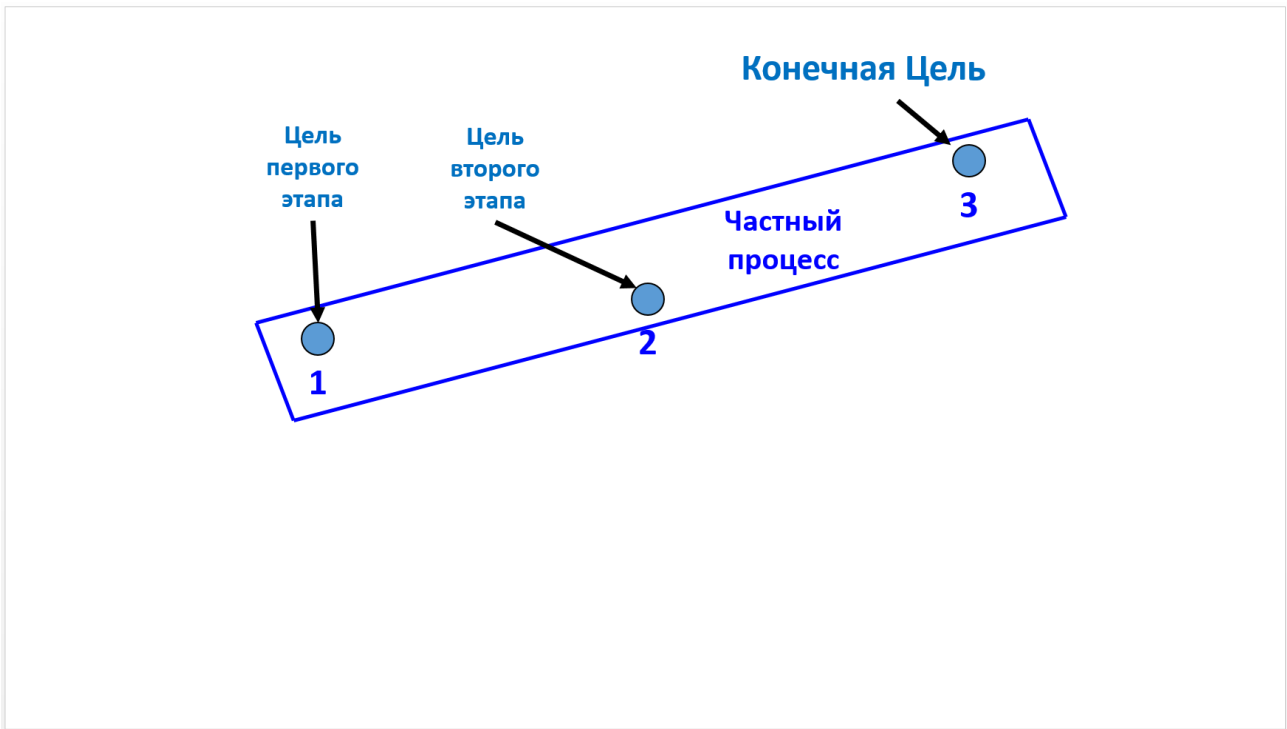 Конечная Цель
Цель
первого
этапа
Цель
второго
этапа
Частный
процесс
1
2
3